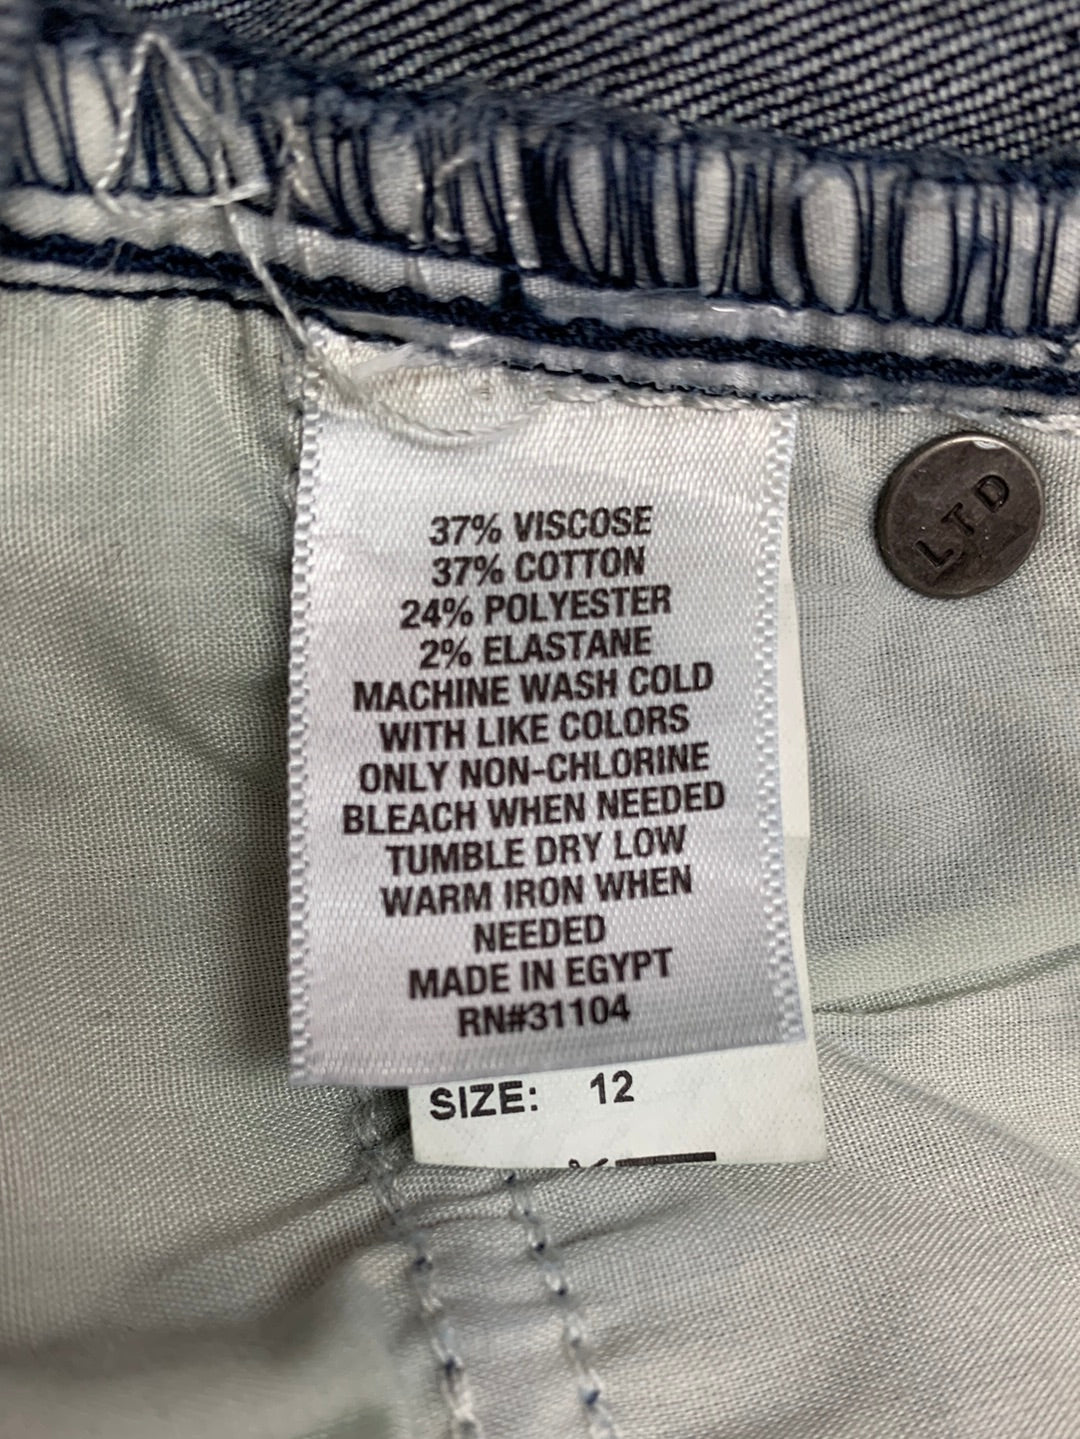 37% VISCOSE
37% COTTON
24% POLYESTER
2% ELASTANE
MACHINE WASH COLD
WITH LIKE COLORS
ONLY NON-CHLORINE
BLEACH WHEN NEEDED
TUMBLE DRY LOW
WARM IRON WHEN
NEEDED
MADE IN EGYPT
RN#31104
SIZE: 12
LTD